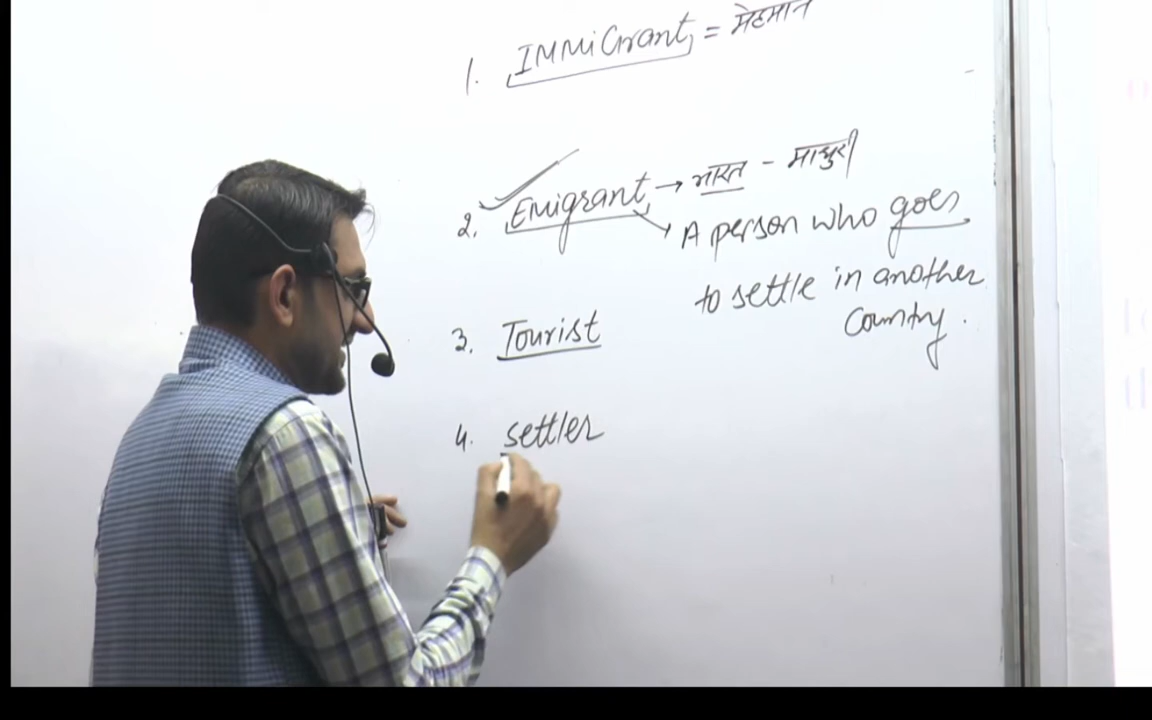 1. IMMiGrant = मेहमान
2. Emigrant → भारत - माधुरी
→ A person who goes
to settle in another
Country.
3. Tourist
4. settler